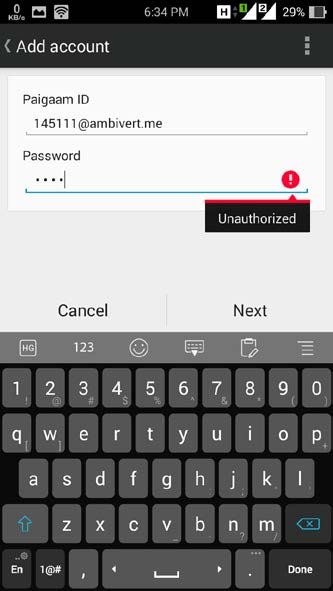 0
KB/s
6:34 PM
H
1
2
29%
Add account
Paigaam ID
145111@ambivert.me
Password
••••
Unauthorized
Cancel
Next
HG
123
1 2 3 4 5 6 7 8 9 0
! @ # $ % ^ & * ( )
q w e r t y u i o p
[ ] < > +
a s d f g h j k l
z x c v b n m
En
1@#
,
.
Done